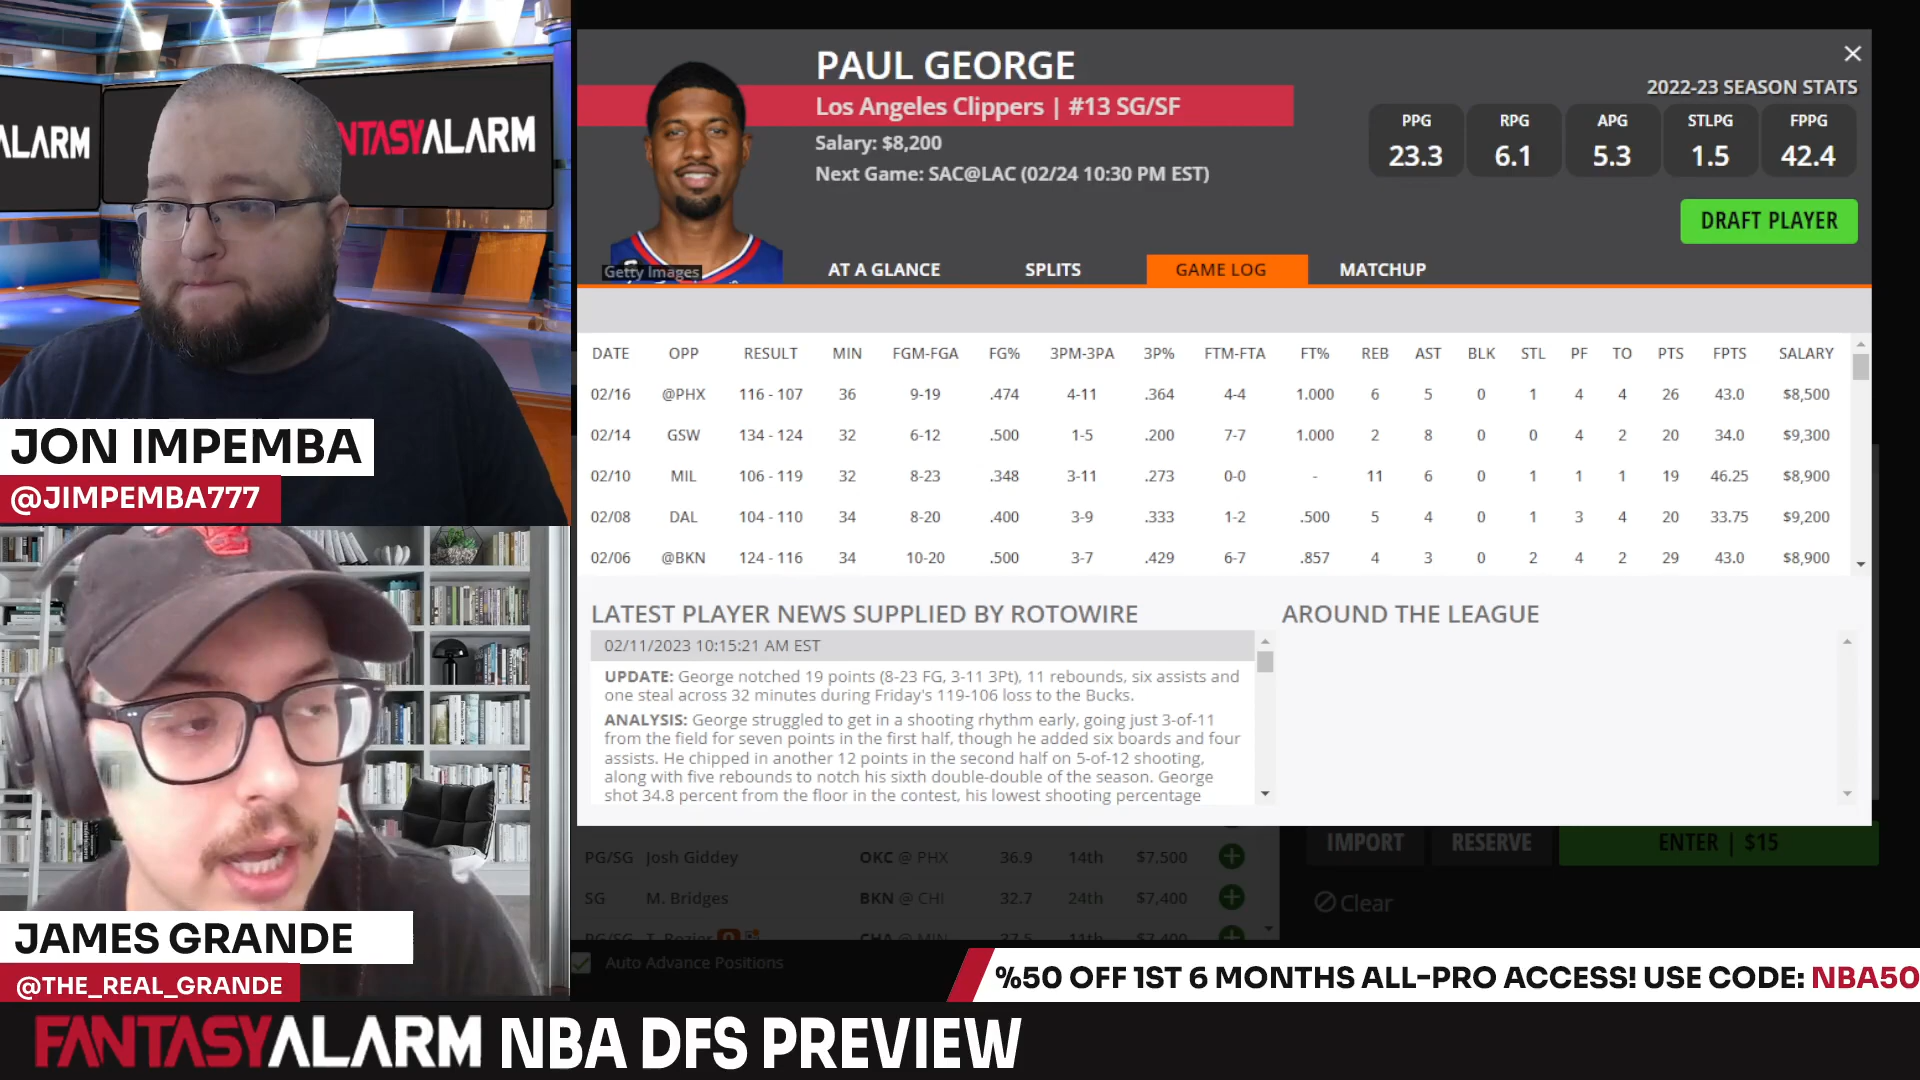 ALARM
FANTASYALARM
JON IMPEMBA
@JIMPEMBA777
JAMES GRANDE
@THE_REAL_GRANDE
PAUL GEORGE
Los Angeles Clippers | #13 SG/SF
Salary: $8,200
Next Game: SAC@LAC (02/24 10:30 PM EST)
Getty Images
2022-23 SEASON STATS
PPG RPG APG STLPG FPPG
23.3 6.1 5.3 1.5 42.4
DRAFT PLAYER
AT A GLANCE SPLITS GAME LOG MATCHUP
DATE OPP RESULT MIN FGM-FGA FG% 3PM-3PA 3P% FTM-FTA FT% REB AST BLK STL PF TO PTS FPTS SALARY
02/16 @PHX 116 - 107 36 9-19 .474 4-11 .364 4-4 1.000 6 5 0 1 4 4 26 43.0 $8,500
02/14 GSW 134 - 124 32 6-12 .500 1-5 .200 7-7 1.000 2 8 0 0 4 2 20 34.0 $9,300
02/10 MIL 106 - 119 32 8-23 .348 3-11 .273 0-0 - 11 6 0 1 1 1 19 46.25 $8,900
02/08 DAL 104 - 110 34 8-20 .400 3-9 .333 1-2 .500 5 4 0 1 3 4 20 33.75 $9,200
02/06 @BKN 124 - 116 34 10-20 .500 3-7 .429 6-7 .857 4 3 0 2 4 2 29 43.0 $8,900
LATEST PLAYER NEWS SUPPLIED BY ROTOWIRE
02/11/2023 10:15:21 AM EST
UPDATE: George notched 19 points (8-23 FG, 3-11 3Pt), 11 rebounds, six assists and
one steal across 32 minutes during Friday's 119-106 loss to the Bucks.
ANALYSIS: George struggled to get in a shooting rhythm early, going just 3-of-11
from the field for seven points in the first half, though he added six boards and four
assists. He chipped in another 12 points in the second half on 5-of-12 shooting,
along with five rebounds to notch his sixth double-double of the season. George
shot 34.8 percent from the floor in the contest, his lowest shooting percentage
AROUND THE LEAGUE
PG/SG Josh Giddey OKC @ PHX 36.9 14th $7,500
SG M. Bridges BKN @ CHI 32.7 24th $7,400
PG/SG T. Rozier CHA @ MIN 37.5 11th $7,400
Auto Advance Positions
IMPORT RESERVE ENTER | $15
Clear
%50 OFF 1ST 6 MONTHS ALL-PRO ACCESS! USE CODE: NBA50
FANTASYALARM NBA DFS PREVIEW